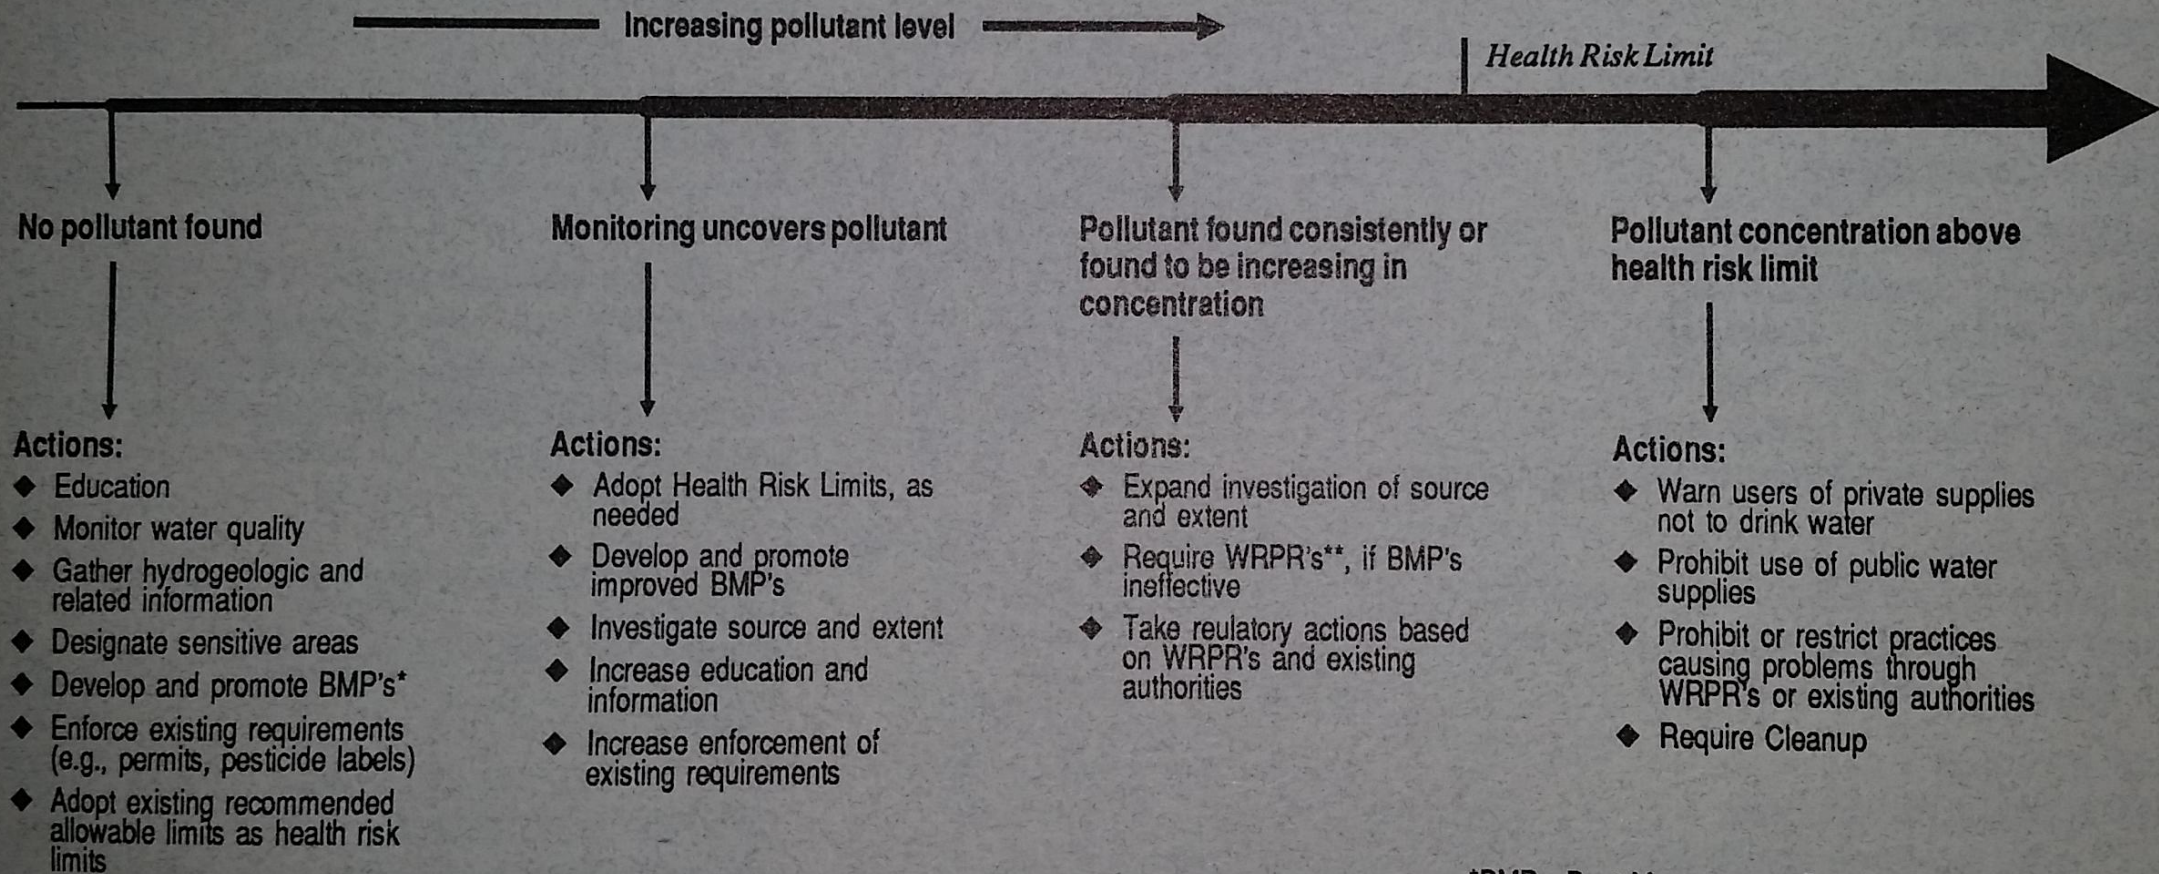 Increasing pollutant level
Health Risk Limit
No pollutant found
Actions:
◆ Education
◆ Monitor water quality
◆ Gather hydrogeologic and
related information
◆ Designate sensitive areas
◆ Develop and promote BMP's*
◆ Enforce existing requirements
(e.g., permits, pesticide labels)
◆ Adopt existing recommended
allowable limits as health risk
limits
Monitoring uncovers pollutant
Actions:
◆ Adopt Health Risk Limits, as
needed
◆ Develop and promote
improved BMP's
◆ Investigate source and extent
◆ Increase education and
information
◆ Increase enforcement of
existing requirements
Pollutant found consistently or
found to be increasing in
concentration
Actions:
◆ Expand investigation of source
and extent
◆ Require WRPR's**, if BMP's
ineffective
◆ Take reulatory actions based
on WRPR's and existing
authorities
Pollutant concentration above
health risk limit
Actions:
◆ Warn users of private supplies
not to drink water
◆ Prohibit use of public water
supplies
◆ Prohibit or restrict practices
causing problems through
WRPR's or existing authorities
◆ Require Cleanup